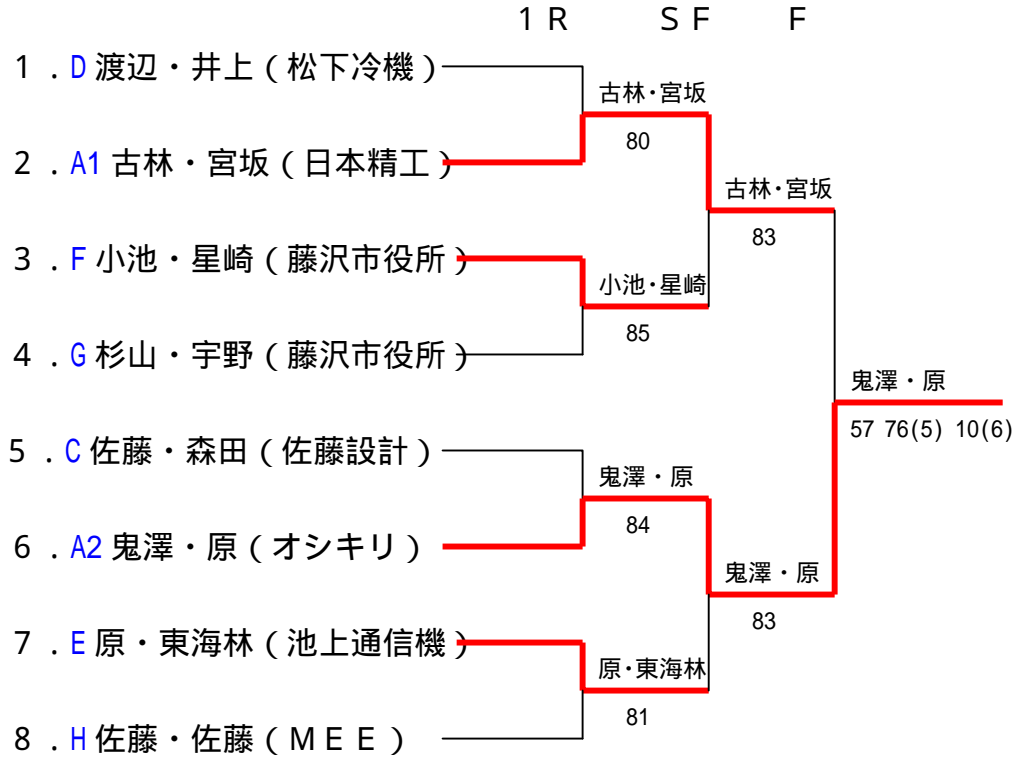 1R SF F
1．D 渡辺・井上（松下冷機）
古林・宮坂
80
2．A1 古林・宮坂（日本精工）
古林・宮坂
83
3．F 小池・星崎（藤沢市役所）
小池・星崎
85
4．G 杉山・宇野（藤沢市役所）
鬼澤・原
57 76(5) 10(6)
5．C 佐藤・森田（佐藤設計）
鬼澤・原
84
6．A2 鬼澤・原（オシキリ）
鬼澤・原
83
7．E 原・東海林（池上通信機）
原・東海林
81
8．H 佐藤・佐藤（ＭＥＥ）